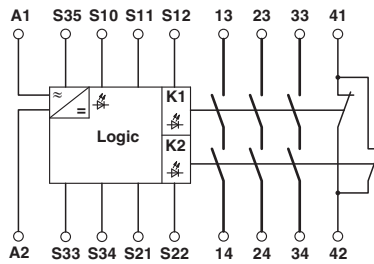 A1 S35 S10 S11 S12 13 23 33 41
≈
=
K1
Logic
K2
A2 S33 S34 S21 S22 14 24 34 42